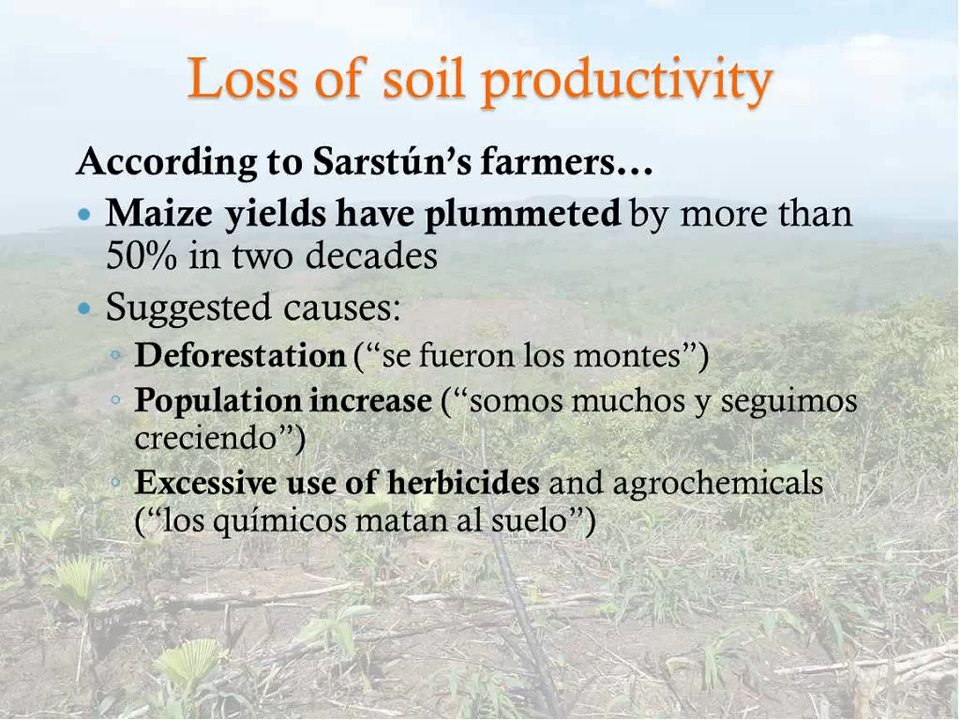 Loss of soil productivity
According to Sarstún’s farmers…
• Maize yields have plummeted by more than
50% in two decades
• Suggested causes:
◦ Deforestation (“se fueron los montes”)
◦ Population increase (“somos muchos y seguimos
creciendo”)
◦ Excessive use of herbicides and agrochemicals
(“los químicos matan al suelo”)